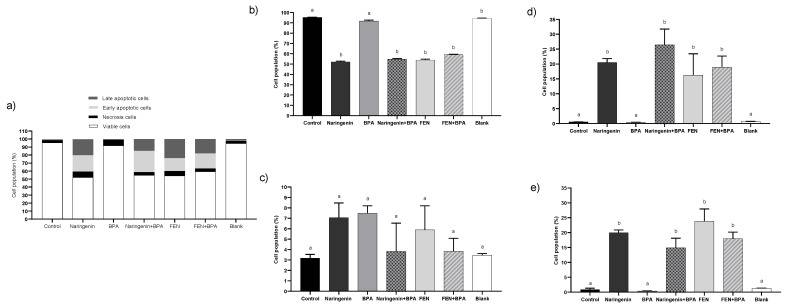 a)
Late apoptotic cells
Early apoptotic cells
Necrosis cells
Viable cells
Cell population (%)
100
90
80
70
60
50
40
30
20
10
0
Control Naringenin BPA Naringenin+BPA FEN FEN+BPA Blank
b)
Cell population (%)
100
90
80
70
60
50
40
30
20
10
0
a b a b b b b
Control Naringenin BPA Naringenin+BPA FEN FEN+BPA Blank
c)
Cell population (%)
8
7
6
5
4
3
2
1
0
a a a a a a a
Control Naringenin BPA Naringenin+BPA FEN FEN+BPA Blank
d)
Cell population (%)
35
30
25
20
15
10
5
0
a b a b b b a
Control Naringenin BPA Naringenin+BPA FEN FEN+BPA Blank
e)
Cell population (%)
35
30
25
20
15
10
5
0
a b a b b b a
Control Naringenin BPA Naringenin+BPA FEN FEN+BPA Blank